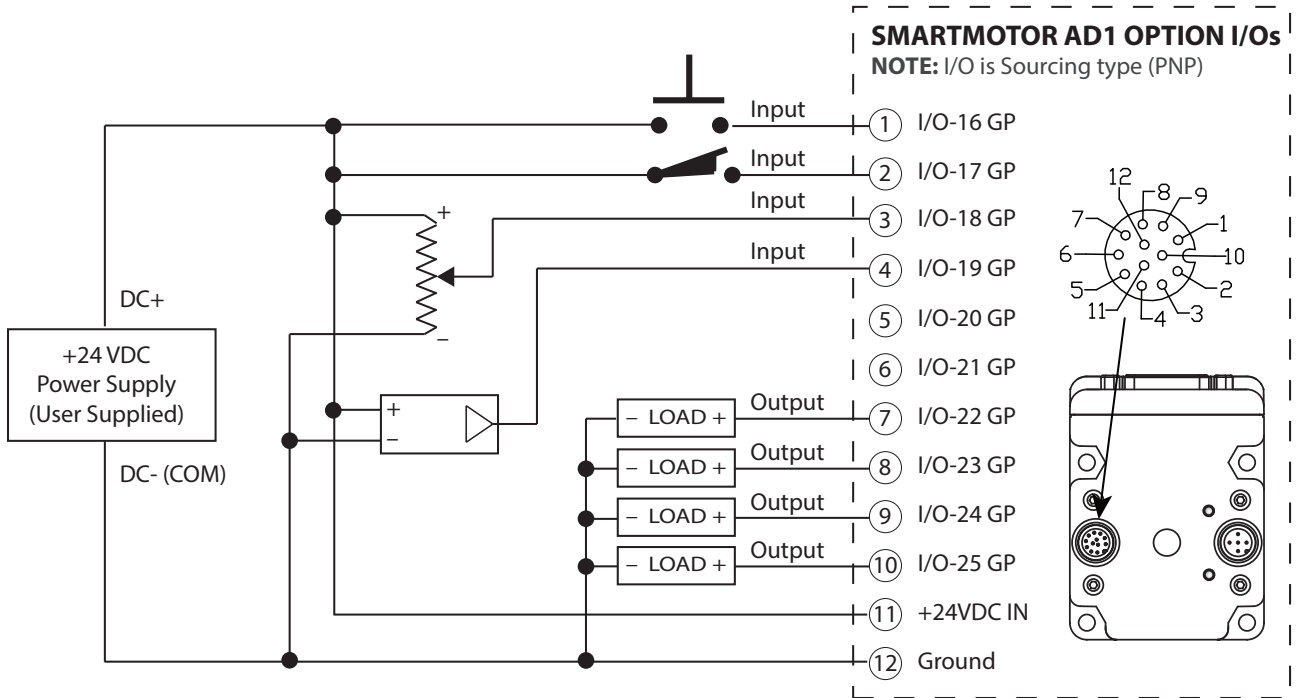 SMARTMOTOR AD1 OPTION I/Os
NOTE: I/O is Sourcing type (PNP)
Input
1 I/O-16 GP
Input
2 I/O-17 GP
Input
3 I/O-18 GP
Input
4 I/O-19 GP
5 I/O-20 GP
6 I/O-21 GP
+
−
+
−
DC+
+24 VDC
Power Supply
(User Supplied)
DC- (COM)
− LOAD + Output
7 I/O-22 GP
− LOAD + Output
8 I/O-23 GP
− LOAD + Output
9 I/O-24 GP
− LOAD + Output
10 I/O-25 GP
11 +24VDC IN
12 Ground
12
8
9
7
1
6
10
5
2
11
4
3